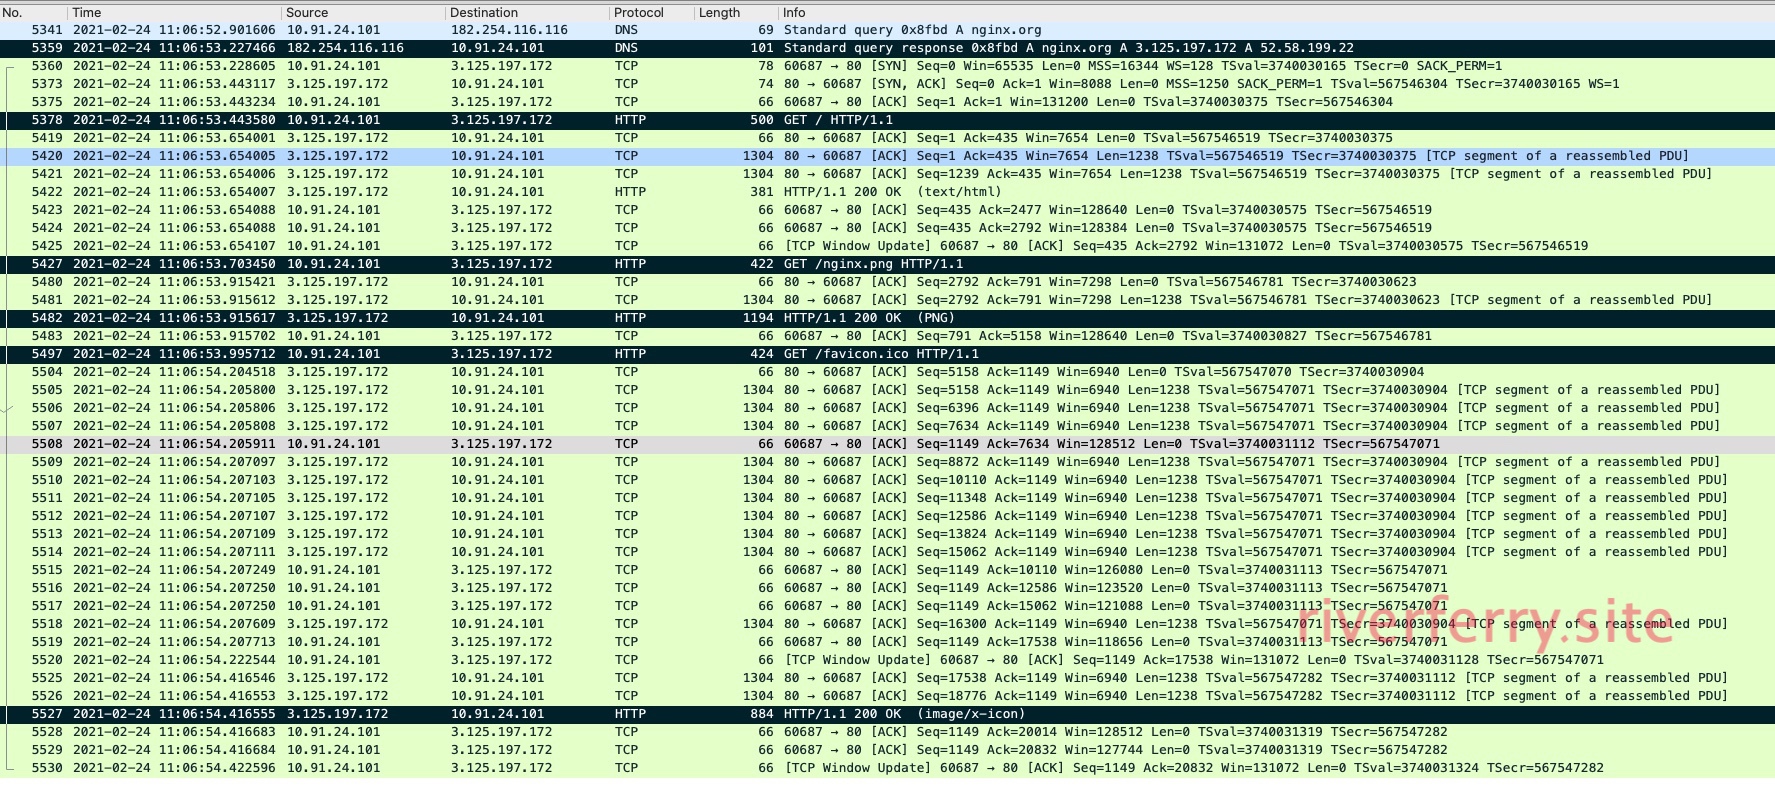 No. Time Source Destination Protocol Length Info
5341 2021-02-24 11:06:52.901606 10.91.24.101 182.254.116.116 DNS 69 Standard query 0x8fbd A nginx.org
5359 2021-02-24 11:06:53.227466 182.254.116.116 10.91.24.101 DNS 101 Standard query response 0x8fbd A nginx.org A 3.125.197.172 A 52.58.199.22
5360 2021-02-24 11:06:53.228605 10.91.24.101 3.125.197.172 TCP 78 60687 → 80 [SYN] Seq=0 Win=65535 Len=0 MSS=16344 WS=128 TSval=3740030165 TSecr=0 SACK_PERM=1
5373 2021-02-24 11:06:53.443117 3.125.197.172 10.91.24.101 TCP 74 80 → 60687 [SYN, ACK] Seq=0 Ack=1 Win=8088 Len=0 MSS=1250 SACK_PERM=1 TSval=567546304 TSecr=3740030165 WS=1
5375 2021-02-24 11:06:53.443234 10.91.24.101 3.125.197.172 TCP 66 60687 → 80 [ACK] Seq=1 Ack=1 Win=131200 Len=0 TSval=3740030375 TSecr=567546304
5378 2021-02-24 11:06:53.443580 10.91.24.101 3.125.197.172 HTTP 500 GET / HTTP/1.1
5419 2021-02-24 11:06:53.654001 3.125.197.172 10.91.24.101 TCP 66 80 → 60687 [ACK] Seq=1 Ack=435 Win=7654 Len=0 TSval=567546519 TSecr=3740030375
5420 2021-02-24 11:06:53.654005 3.125.197.172 10.91.24.101 TCP 1304 80 → 60687 [ACK] Seq=1 Ack=435 Win=7654 Len=1238 TSval=567546519 TSecr=3740030375 [TCP segment of a reassembled PDU]
5421 2021-02-24 11:06:53.654006 3.125.197.172 10.91.24.101 TCP 1304 80 → 60687 [ACK] Seq=1239 Ack=435 Win=7654 Len=1238 TSval=567546519 TSecr=3740030375 [TCP segment of a reassembled PDU]
5422 2021-02-24 11:06:53.654007 3.125.197.172 10.91.24.101 HTTP 381 HTTP/1.1 200 OK (text/html)
5423 2021-02-24 11:06:53.654088 10.91.24.101 3.125.197.172 TCP 66 60687 → 80 [ACK] Seq=435 Ack=2477 Win=128640 Len=0 TSval=3740030575 TSecr=567546519
5424 2021-02-24 11:06:53.654088 10.91.24.101 3.125.197.172 TCP 66 60687 → 80 [ACK] Seq=435 Ack=2792 Win=128384 Len=0 TSval=3740030575 TSecr=567546519
5425 2021-02-24 11:06:53.654107 10.91.24.101 3.125.197.172 TCP 66 [TCP Window Update] 60687 → 80 [ACK] Seq=435 Ack=2792 Win=131072 Len=0 TSval=3740030575 TSecr=567546519
5427 2021-02-24 11:06:53.703450 10.91.24.101 3.125.197.172 HTTP 422 GET /nginx.png HTTP/1.1
5480 2021-02-24 11:06:53.915421 3.125.197.172 10.91.24.101 TCP 66 80 → 60687 [ACK] Seq=2792 Ack=791 Win=7298 Len=0 TSval=567546781 TSecr=3740030623
5481 2021-02-24 11:06:53.915612 3.125.197.172 10.91.24.101 TCP 1304 80 → 60687 [ACK] Seq=2792 Ack=791 Win=7298 Len=1238 TSval=567546781 TSecr=3740030623 [TCP segment of a reassembled PDU]
5482 2021-02-24 11:06:53.915617 3.125.197.172 10.91.24.101 HTTP 1194 HTTP/1.1 200 OK (PNG)
5483 2021-02-24 11:06:53.915702 10.91.24.101 3.125.197.172 TCP 66 60687 → 80 [ACK] Seq=791 Ack=5158 Win=128640 Len=0 TSval=3740030827 TSecr=567546781
5497 2021-02-24 11:06:53.995712 10.91.24.101 3.125.197.172 HTTP 424 GET /favicon.ico HTTP/1.1
5504 2021-02-24 11:06:54.204518 3.125.197.172 10.91.24.101 TCP 66 80 → 60687 [ACK] Seq=5158 Ack=1149 Win=6940 Len=0 TSval=567547070 TSecr=3740030904
5505 2021-02-24 11:06:54.205800 3.125.197.172 10.91.24.101 TCP 1304 80 → 60687 [ACK] Seq=5158 Ack=1149 Win=6940 Len=1238 TSval=567547071 TSecr=3740030904 [TCP segment of a reassembled PDU]
5506 2021-02-24 11:06:54.205806 3.125.197.172 10.91.24.101 TCP 1304 80 → 60687 [ACK] Seq=6396 Ack=1149 Win=6940 Len=1238 TSval=567547071 TSecr=3740030904 [TCP segment of a reassembled PDU]
5507 2021-02-24 11:06:54.205808 3.125.197.172 10.91.24.101 TCP 1304 80 → 60687 [ACK] Seq=7634 Ack=1149 Win=6940 Len=1238 TSval=567547071 TSecr=3740030904 [TCP segment of a reassembled PDU]
5508 2021-02-24 11:06:54.205911 10.91.24.101 3.125.197.172 TCP 66 60687 → 80 [ACK] Seq=1149 Ack=7634 Win=128512 Len=0 TSval=3740031112 TSecr=567547071
5509 2021-02-24 11:06:54.207097 3.125.197.172 10.91.24.101 TCP 1304 80 → 60687 [ACK] Seq=8872 Ack=1149 Win=6940 Len=1238 TSval=567547071 TSecr=3740030904 [TCP segment of a reassembled PDU]
5510 2021-02-24 11:06:54.207103 3.125.197.172 10.91.24.101 TCP 1304 80 → 60687 [ACK] Seq=10110 Ack=1149 Win=6940 Len=1238 TSval=567547071 TSecr=3740030904 [TCP segment of a reassembled PDU]
5511 2021-02-24 11:06:54.207105 3.125.197.172 10.91.24.101 TCP 1304 80 → 60687 [ACK] Seq=11348 Ack=1149 Win=6940 Len=1238 TSval=567547071 TSecr=3740030904 [TCP segment of a reassembled PDU]
5512 2021-02-24 11:06:54.207107 3.125.197.172 10.91.24.101 TCP 1304 80 → 60687 [ACK] Seq=12586 Ack=1149 Win=6940 Len=1238 TSval=567547071 TSecr=3740030904 [TCP segment of a reassembled PDU]
5513 2021-02-24 11:06:54.207109 3.125.197.172 10.91.24.101 TCP 1304 80 → 60687 [ACK] Seq=13824 Ack=1149 Win=6940 Len=1238 TSval=567547071 TSecr=3740030904 [TCP segment of a reassembled PDU]
5514 2021-02-24 11:06:54.207111 3.125.197.172 10.91.24.101 TCP 1304 80 → 60687 [ACK] Seq=15062 Ack=1149 Win=6940 Len=1238 TSval=567547071 TSecr=3740030904 [TCP segment of a reassembled PDU]
5515 2021-02-24 11:06:54.207249 10.91.24.101 3.125.197.172 TCP 66 60687 → 80 [ACK] Seq=1149 Ack=10110 Win=126080 Len=0 TSval=3740031113 TSecr=567547071
5516 2021-02-24 11:06:54.207250 10.91.24.101 3.125.197.172 TCP 66 60687 → 80 [ACK] Seq=1149 Ack=12586 Win=123520 Len=0 TSval=3740031113 TSecr=567547071
5517 2021-02-24 11:06:54.207250 10.91.24.101 3.125.197.172 TCP 66 60687 → 80 [ACK] Seq=1149 Ack=15062 Win=121088 Len=0 TSval=3740031113 TSecr=567547071
5518 2021-02-24 11:06:54.207609 3.125.197.172 10.91.24.101 TCP 1304 80 → 60687 [ACK] Seq=16300 Ack=1149 Win=6940 Len=1238 TSval=567547071 TSecr=3740030904 [TCP segment of a reassembled PDU]
riverferry.site
5519 2021-02-24 11:06:54.207713 10.91.24.101 3.125.197.172 TCP 66 60687 → 80 [ACK] Seq=1149 Ack=17538 Win=118656 Len=0 TSval=3740031113 TSecr=567547071
5520 2021-02-24 11:06:54.222544 10.91.24.101 3.125.197.172 TCP 66 [TCP Window Update] 60687 → 80 [ACK] Seq=1149 Ack=17538 Win=131072 Len=0 TSval=3740031128 TSecr=567547071
5525 2021-02-24 11:06:54.416546 3.125.197.172 10.91.24.101 TCP 1304 80 → 60687 [ACK] Seq=17538 Ack=1149 Win=6940 Len=1238 TSval=567547282 TSecr=3740031112 [TCP segment of a reassembled PDU]
5526 2021-02-24 11:06:54.416553 3.125.197.172 10.91.24.101 TCP 1304 80 → 60687 [ACK] Seq=18776 Ack=1149 Win=6940 Len=1238 TSval=567547282 TSecr=3740031112 [TCP segment of a reassembled PDU]
5527 2021-02-24 11:06:54.416555 3.125.197.172 10.91.24.101 HTTP 884 HTTP/1.1 200 OK (image/x-icon)
5528 2021-02-24 11:06:54.416683 10.91.24.101 3.125.197.172 TCP 66 60687 → 80 [ACK] Seq=1149 Ack=20014 Win=128512 Len=0 TSval=3740031319 TSecr=567547282
5529 2021-02-24 11:06:54.416684 10.91.24.101 3.125.197.172 TCP 66 60687 → 80 [ACK] Seq=1149 Ack=20832 Win=127744 Len=0 TSval=3740031319 TSecr=567547282
5530 2021-02-24 11:06:54.422596 10.91.24.101 3.125.197.172 TCP 66 [TCP Window Update] 60687 → 80 [ACK] Seq=1149 Ack=20832 Win=131072 Len=0 TSval=3740031324 TSecr=567547282